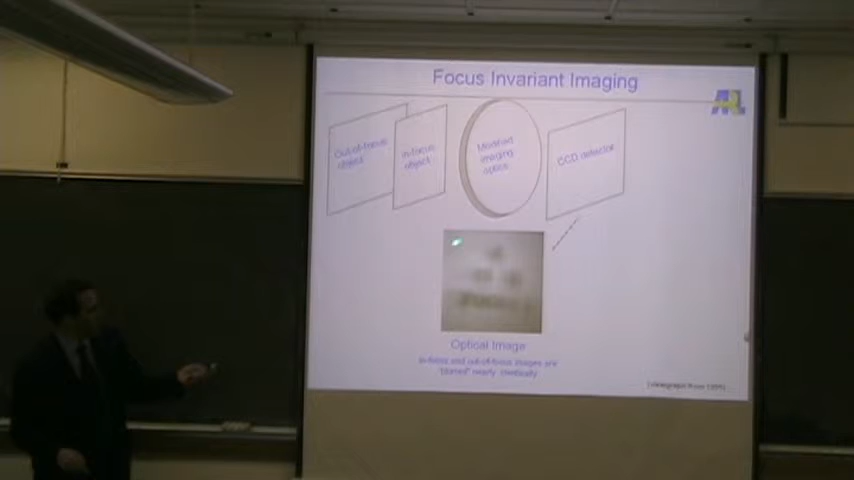 Focus Invariant Imaging
Out-of-focus
object
In-focus
object
Modified
imaging
optics
CCD detector
Optical Image
In-focus and out-of-focus images are
"blurred" nearly identically